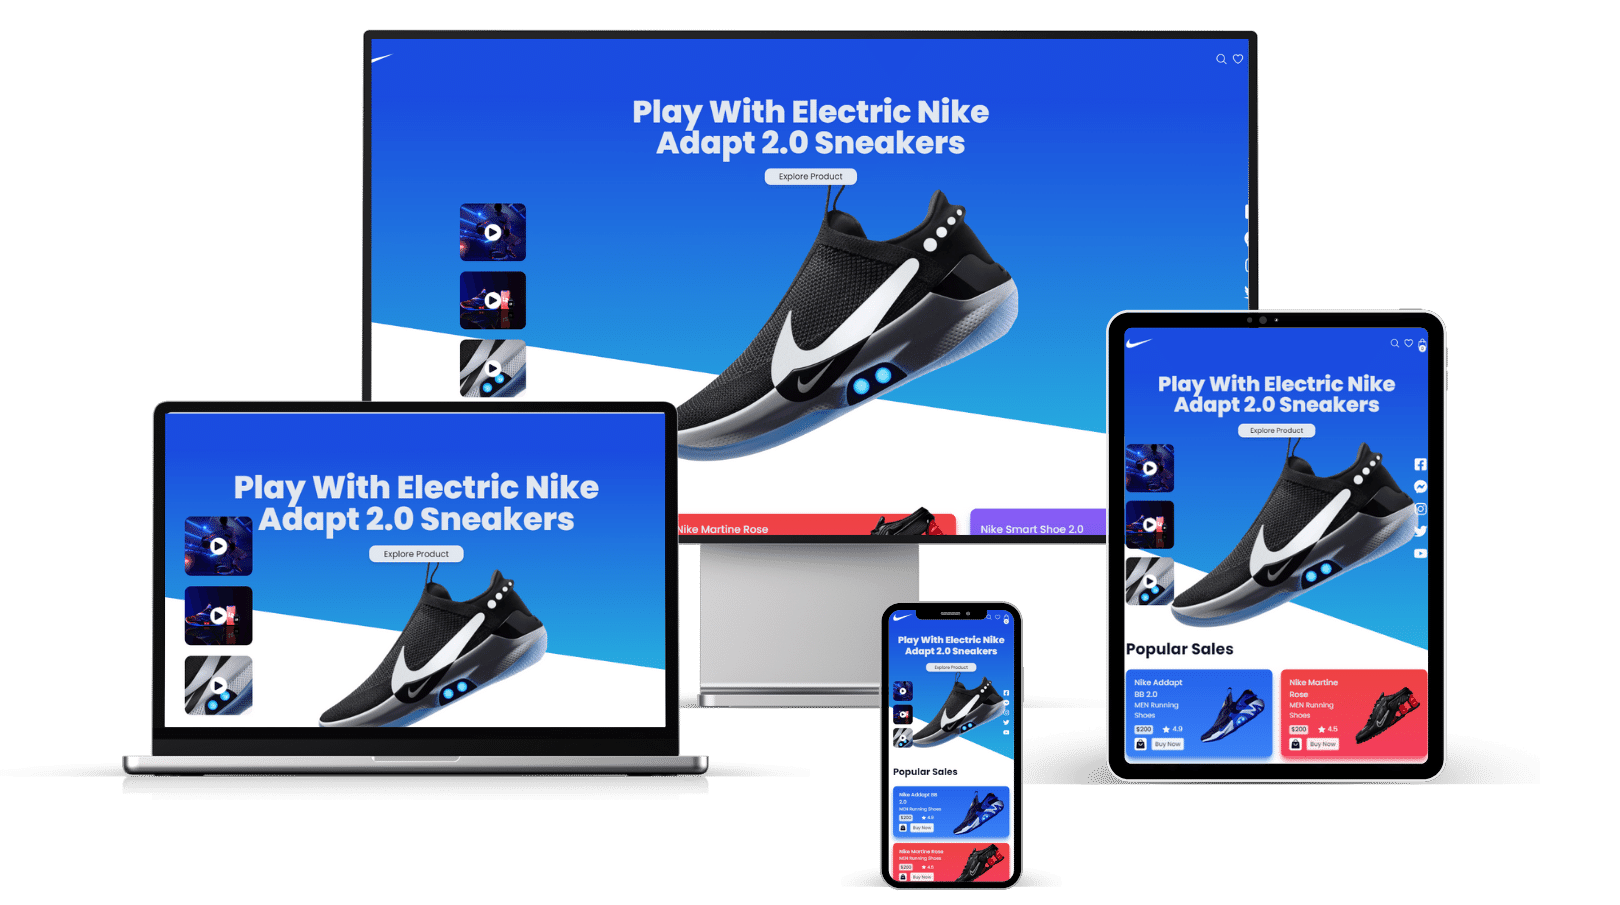 Play With Electric Nike
Adapt 2.0 Sneakers
Explore Product
Nike Martine Rose
Nike Smart Shoe 2.0
Play With Electric Nike
Adapt 2.0 Sneakers
Explore Product
Play With Electric Nike
Adapt 2.0 Sneakers
Explore Product
Popular Sales
Nike Addapt
BB 2.0
MEN Running
Shoes
$200
4.9
Buy Now
Nike Martine
Rose
MEN Running
Shoes
$200
4.5
Buy Now
Play With Electric Nike
Adapt 2.0 Sneakers
Explore Product
Popular Sales
Nike Addapt BB
2.0
MEN Running Shoes
$200
4.9
Buy Now
Nike Martine Rose
MEN Running Shoes
$200
4.5
Buy Now